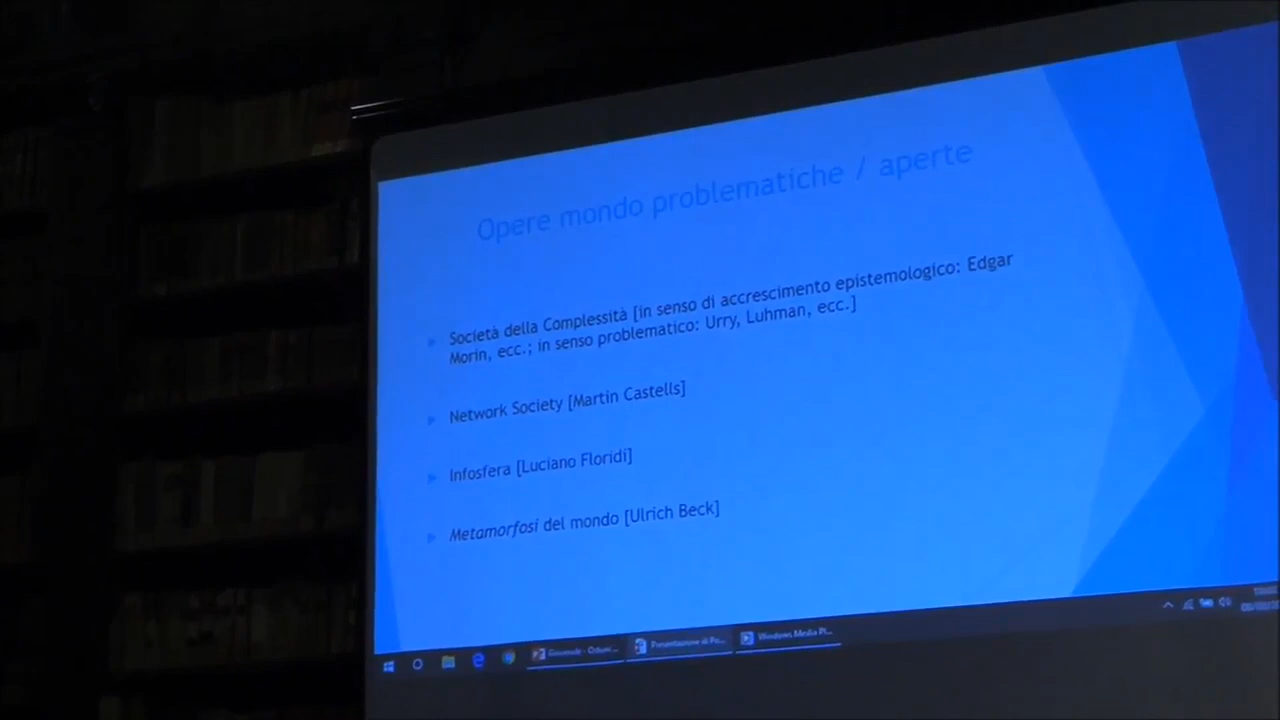 Opere mondo problematiche / aperte
Società della Complessità [in senso di accrescimento epistemologico: Edgar
Morin, ecc.; in senso problematico: Urry, Luhman, ecc.]
Network Society [Martin Castells]
Infosfera [Luciano Floridi]
Metamorfosi del mondo [Ulrich Beck]
Presentazione di Po...
Windows Media Pl...